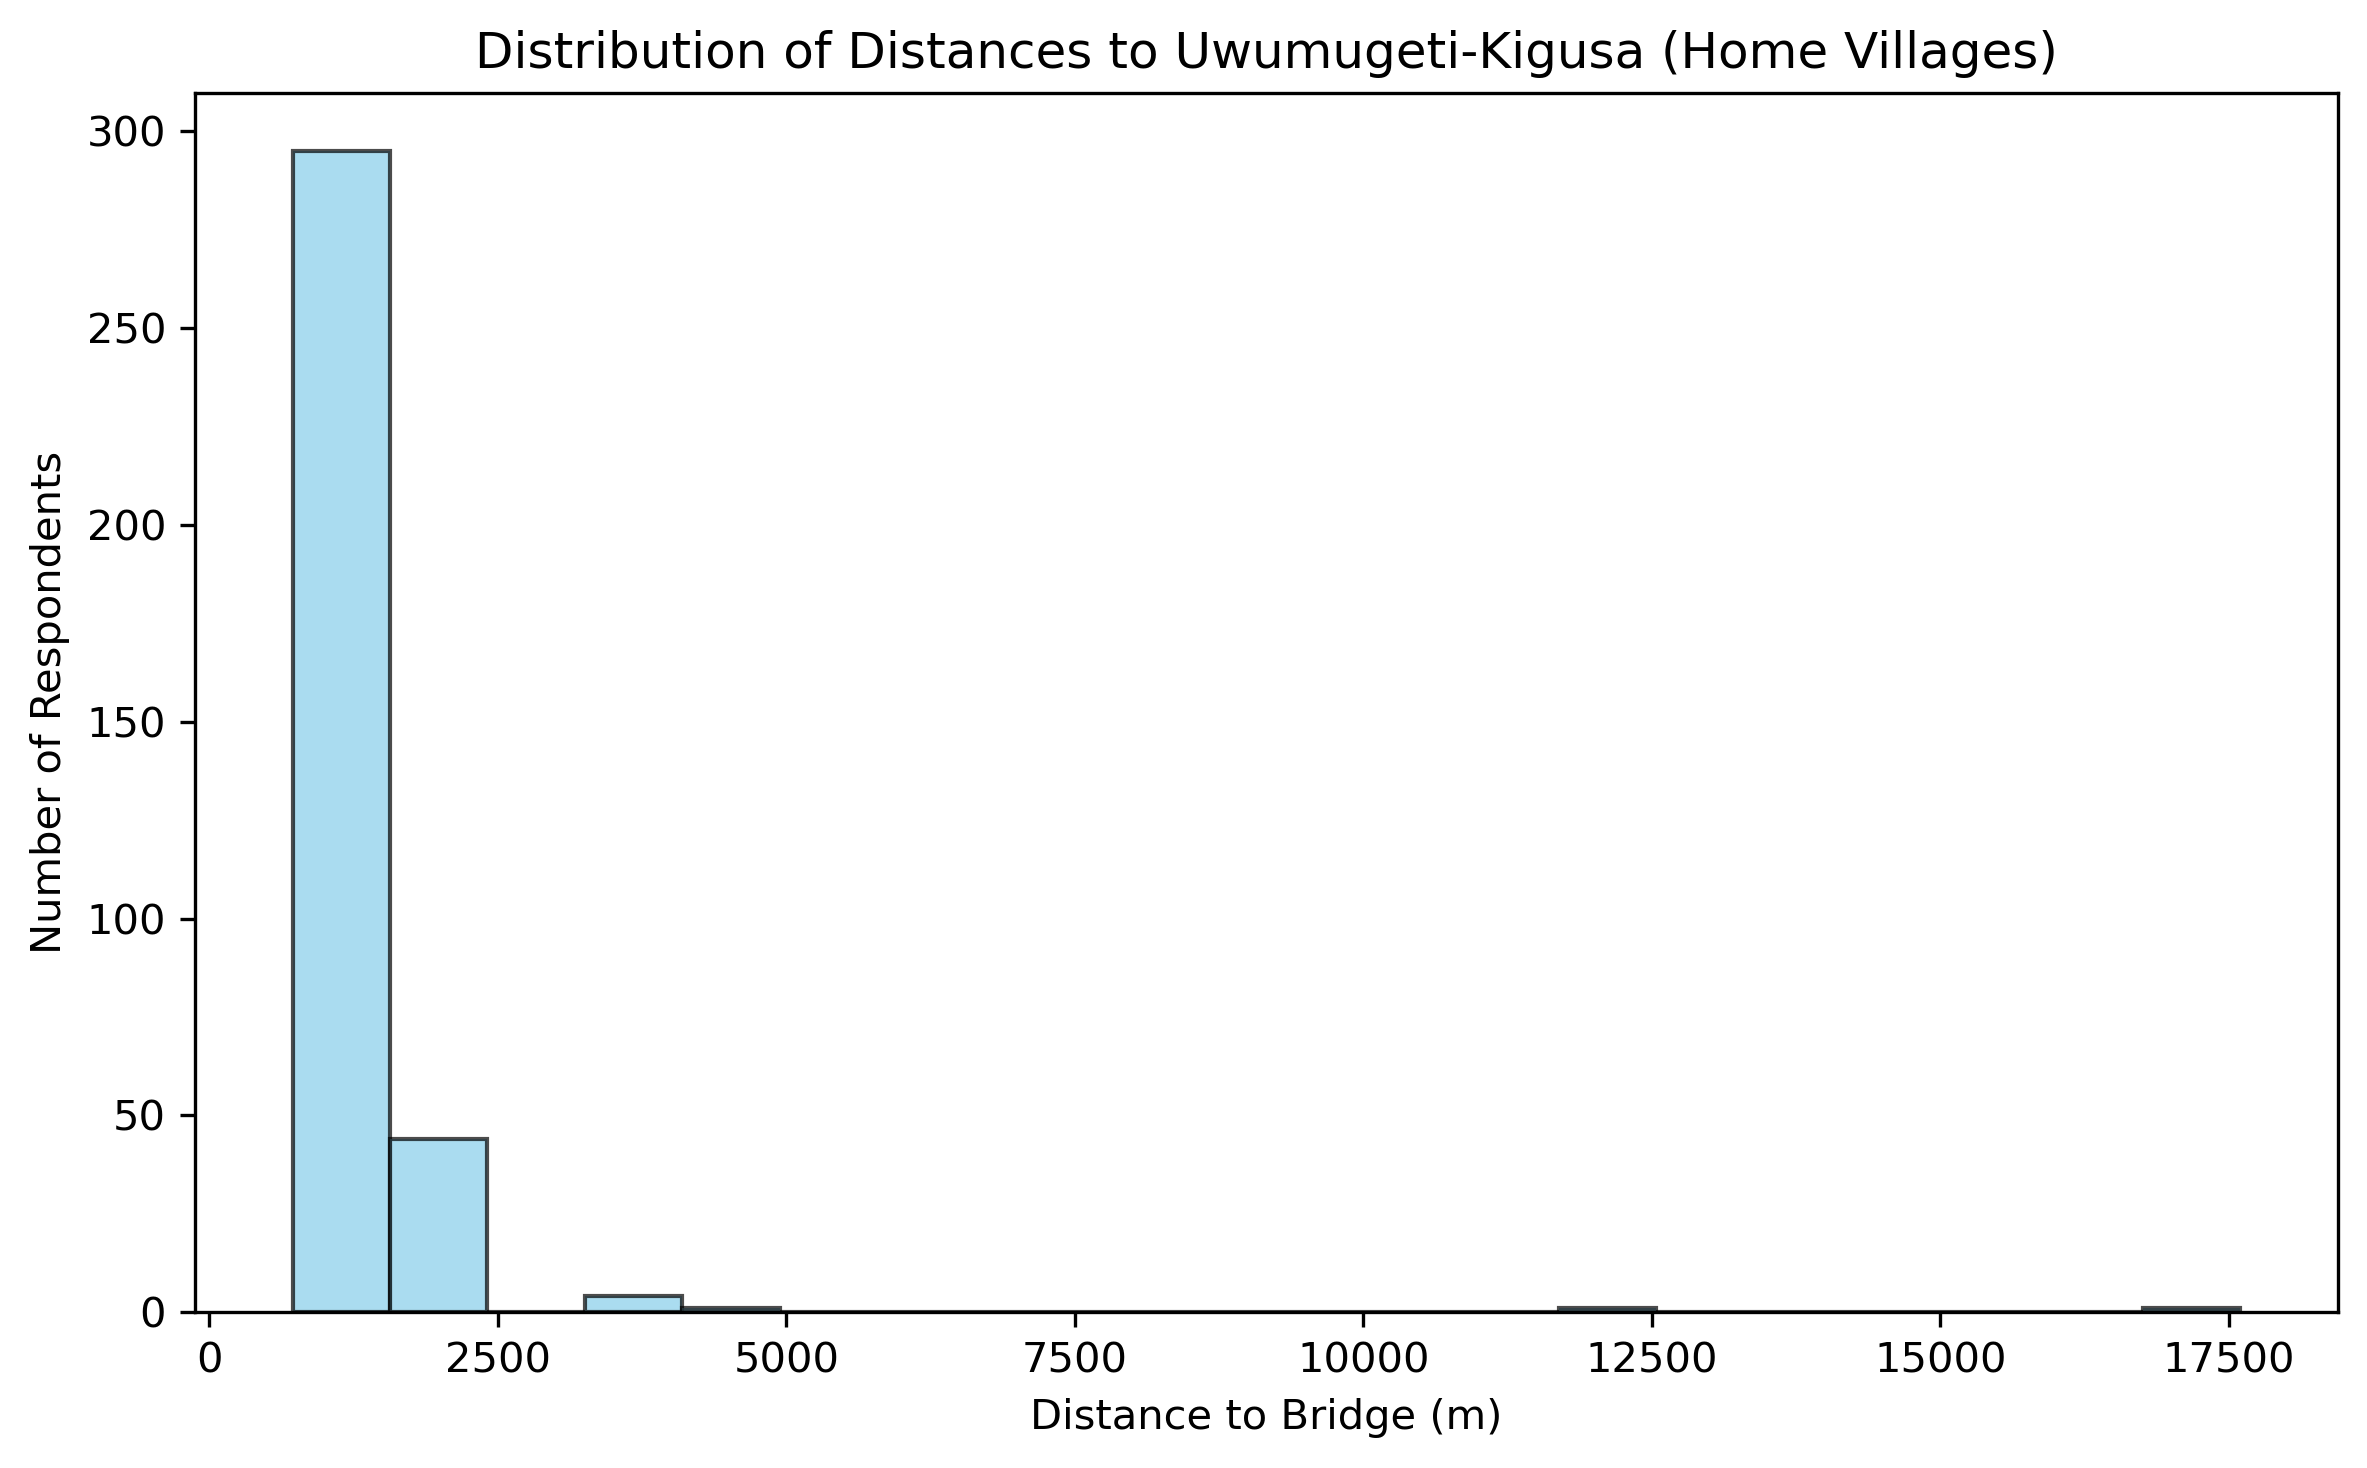 Distribution of Distances to Uwumugeti-Kigusa (Home Villages)
300
250
200
150
100
50
0
Number of Respondents
0 2500 5000 7500 10000 12500 15000 17500
Distance to Bridge (m)